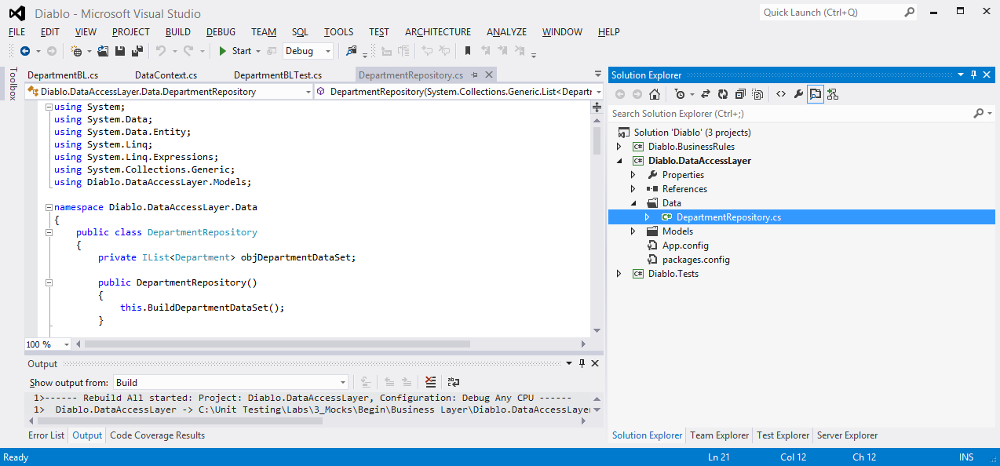 Diablo - Microsoft Visual Studio
Quick Launch (Ctrl+Q)
FILE EDIT VIEW PROJECT BUILD DEBUG TEAM SQL TOOLS TEST ARCHITECTURE ANALYZE WINDOW HELP
Start Debug
Toolbox
DepartmentBL.cs DataContext.cs DepartmentBLTest.cs DepartmentRepository.cs
Diablo.DataAccessLayer.Data.DepartmentRepository DepartmentRepository(System.Collections.Generic.List<Depart
using System;
using System.Data;
using System.Data.Entity;
using System.Linq;
using System.Linq.Expressions;
using System.Collections.Generic;
using Diablo.DataAccessLayer.Models;
namespace Diablo.DataAccessLayer.Data
{
public class DepartmentRepository
{
private IList<Department> objDepartmentDataSet;
public DepartmentRepository()
{
this.BuildDepartmentDataSet();
}
100 %
Output
Show output from: Build
1>------ Rebuild All started: Project: Diablo.DataAccessLayer, Configuration: Debug Any CPU ------
1>  Diablo.DataAccessLayer -> C:\Unit Testing\Labs\3_Mocks\Begin\Business Layer\Diablo.DataAccessLayer
Error List Output Code Coverage Results
Solution Explorer
Search Solution Explorer (Ctrl+;)
Solution 'Diablo' (3 projects)
C# Diablo.BusinessRules
C# Diablo.DataAccessLayer
Properties
References
Data
C# DepartmentRepository.cs
Models
App.config
packages.config
C# Diablo.Tests
Solution Explorer Team Explorer Test Explorer Server Explorer
Ready Ln 21 Col 12 Ch 12 INS